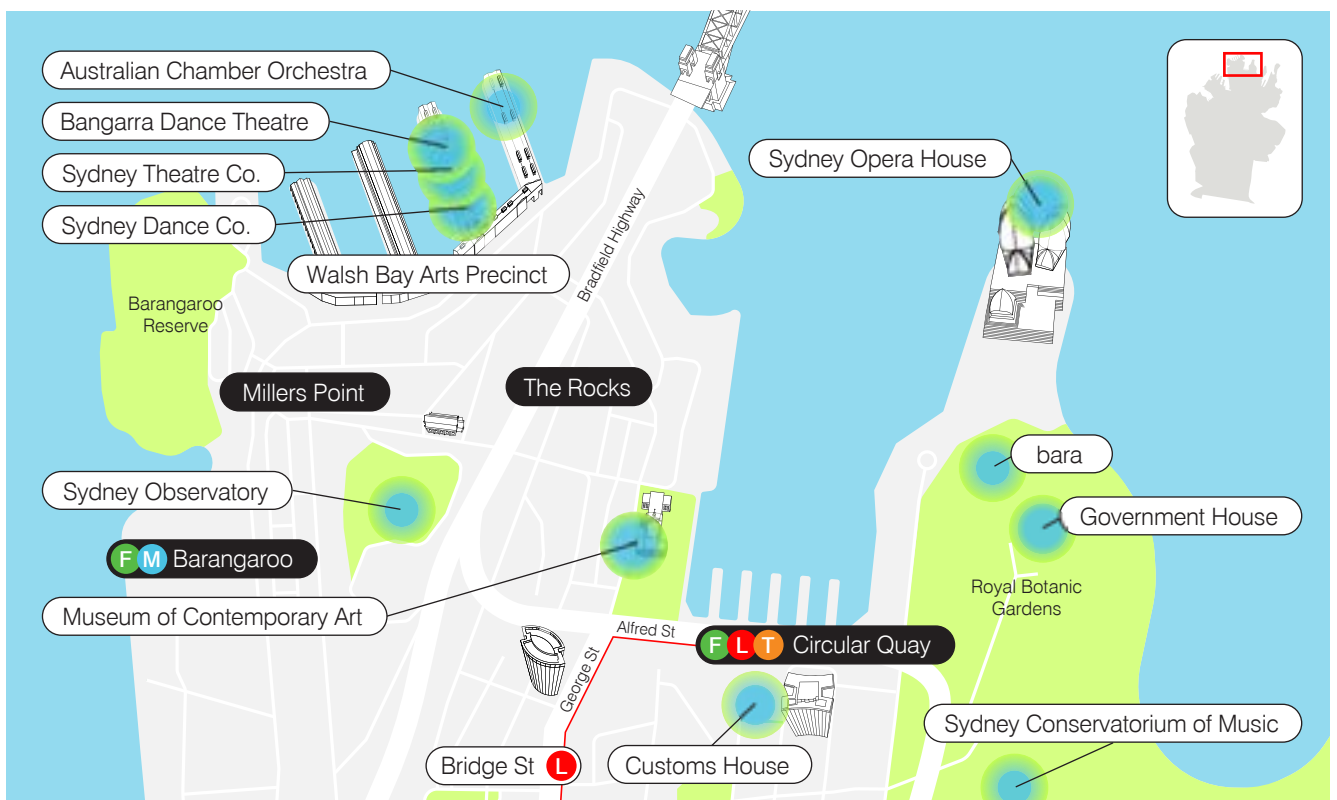 Australian Chamber Orchestra
Bangarra Dance Theatre
Sydney Theatre Co.
Sydney Dance Co.
Walsh Bay Arts Precinct
Sydney Opera House
Bradfield Highway
Barangaroo
Reserve
Millers Point
The Rocks
bara
Sydney Observatory
Government House
F M Barangaroo
Royal Botanic
Gardens
Museum of Contemporary Art
Alfred St
F L T Circular Quay
George St
Sydney Conservatorium of Music
Bridge St L
Customs House